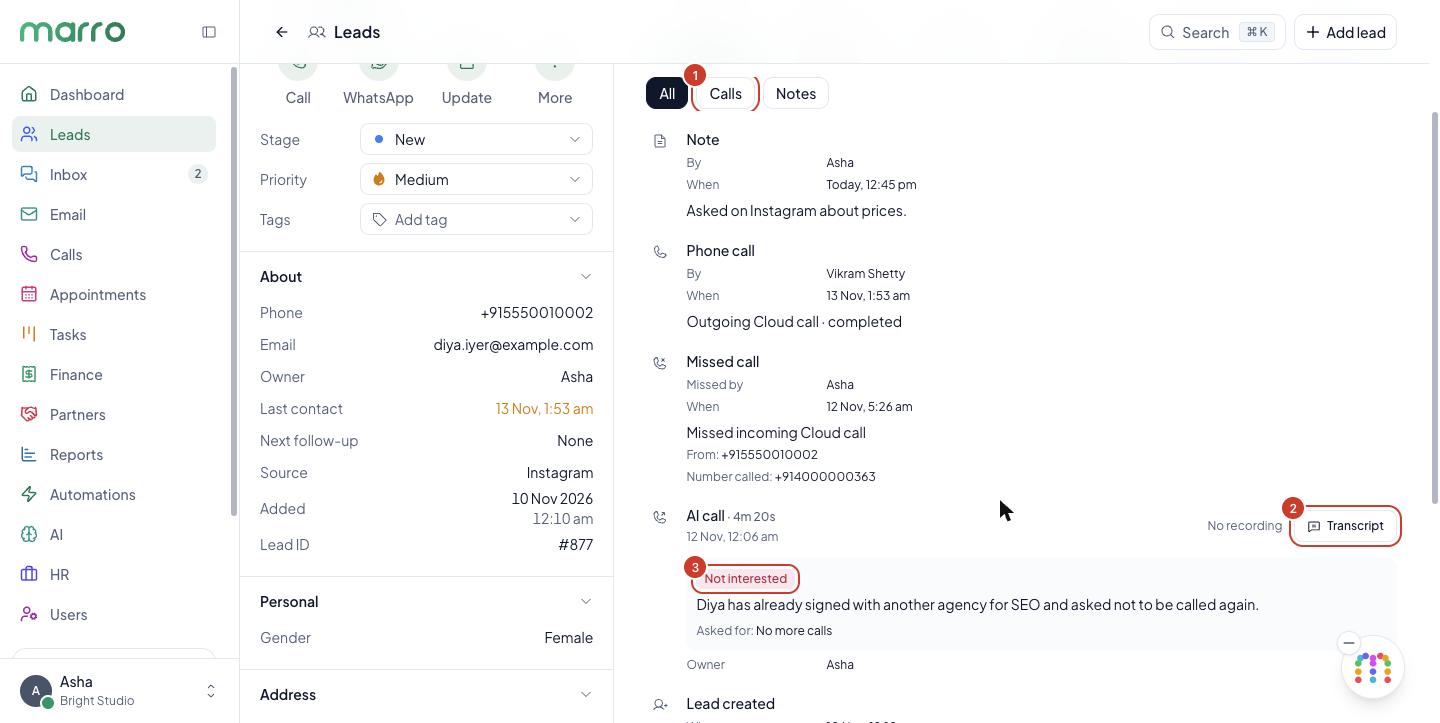 marro
Leads
Search ⌘ K
Add lead
Dashboard
Leads
Inbox 2
Email
Calls
Appointments
Tasks
Finance
Partners
Reports
Automations
AI
HR
Users
A
Asha
Bright Studio
Call WhatsApp Update More
Stage New
Priority Medium
Tags Add tag
About
Phone +915550010002
Email diya.iyer@example.com
Owner Asha
Last contact 13 Nov, 1:53 am
Next follow-up None
Source Instagram
Added 10 Nov 2026
12:10 am
Lead ID #877
Personal
Gender Female
Address
1
All Calls Notes
Note
By Asha
When Today, 12:45 pm
Asked on Instagram about prices.
Phone call
By Vikram Shetty
When 13 Nov, 1:53 am
Outgoing Cloud call · completed
Missed call
Missed by Asha
When 12 Nov, 5:26 am
Missed incoming Cloud call
From: +915550010002
Number called: +914000000363
2
AI call · 4m 20s
12 Nov, 12:06 am
No recording Transcript
3
Not interested
Diya has already signed with another agency for SEO and asked not to be called again.
Asked for: No more calls
Owner Asha
Lead created